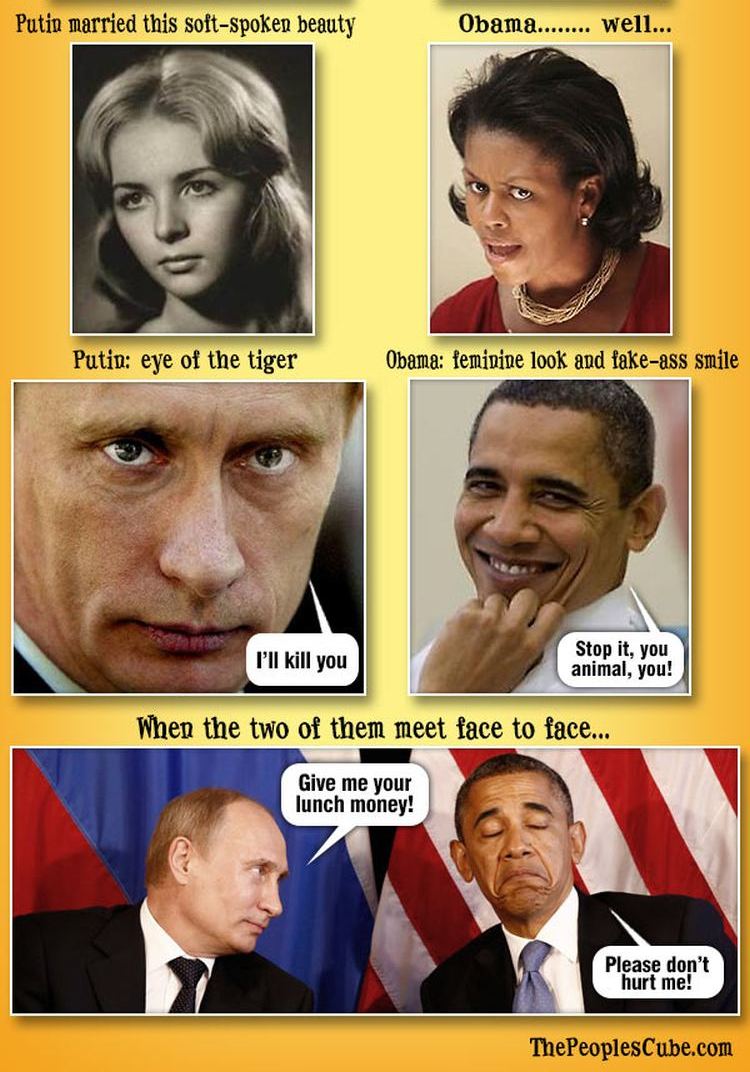 Putin married this soft-spoken beauty
Obama........ well...
Putin: eye of the tiger
Obama: feminine look and fake-ass smile
I'll kill you
Stop it, you
animal, you!
When the two of them meet face to face...
Give me your
lunch money!
Please don't
hurt me!
ThePeoplesCube.com